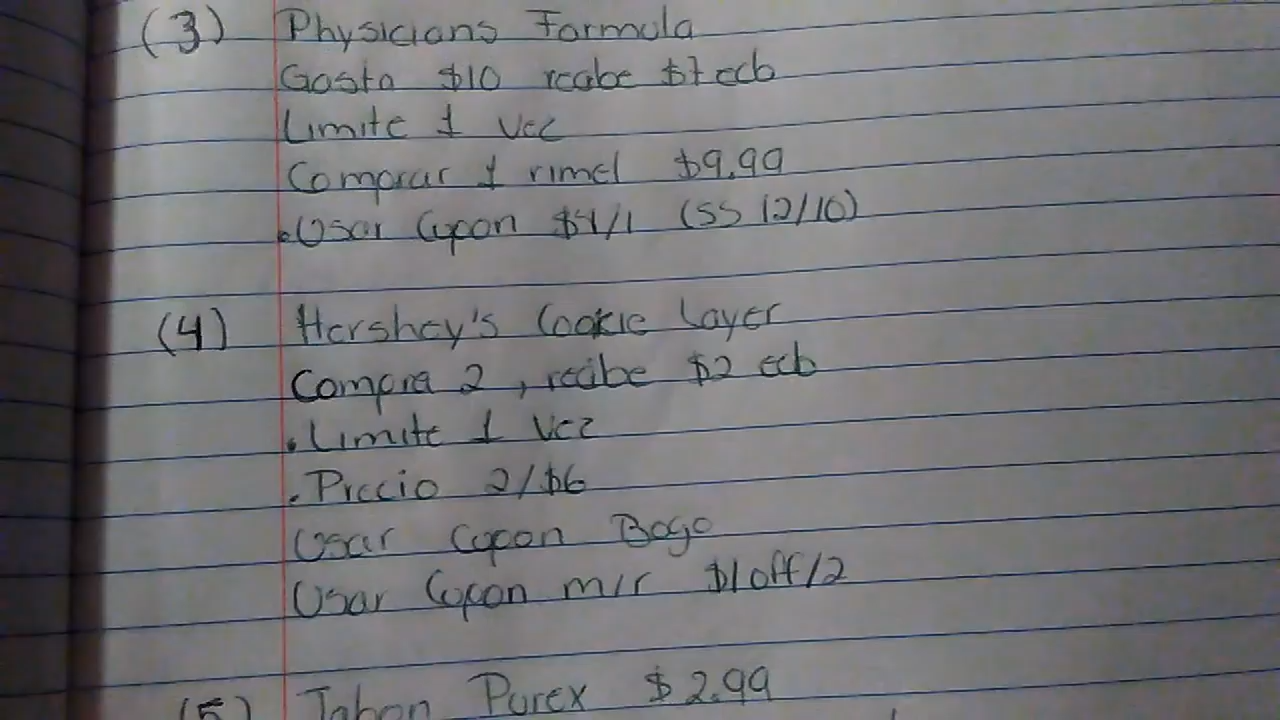 (3) Physicians Formula
Gasta $10 recibe $7 ecb
Limite 1 vez
Comprar 1 rimel $9.99
•Usar Cupon $4/1 (SS 12/10)
(4) Hershey's Cookie Layer
Compra 2, recibe $2 ecb
•Limite 1 Vez
•Precio 2/$6
Usar Cupon Bogo
Usar Cupon m/r $1 off/2
(5) Jabon Purex $2.99